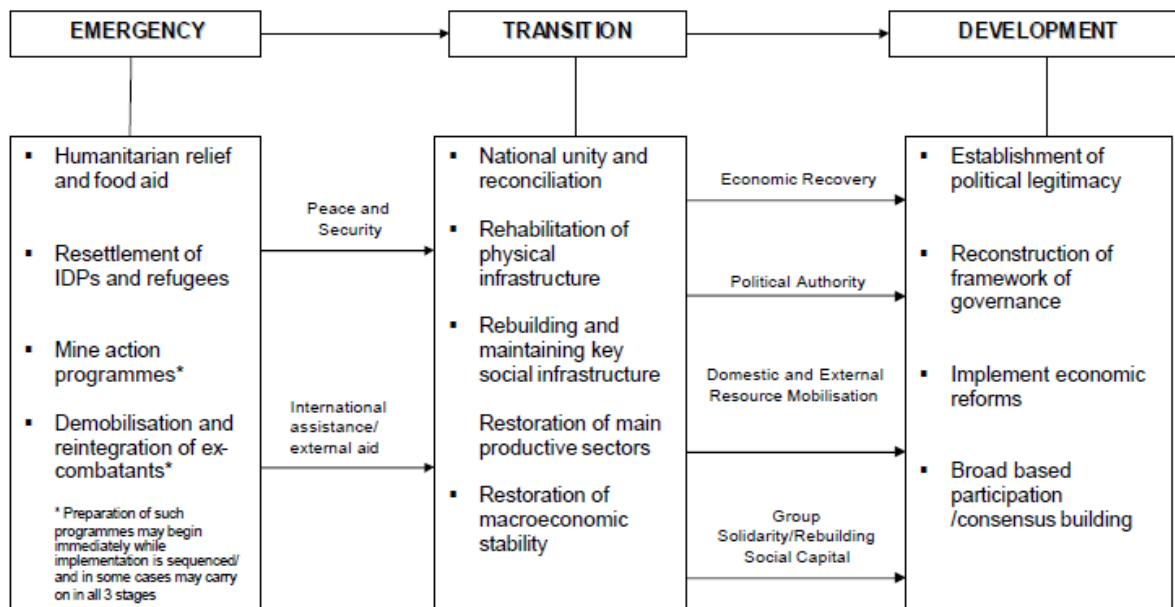 EMERGENCY
TRANSITION
DEVELOPMENT
▪ Humanitarian relief
and food aid
▪ Resettlement of
IDPs and refugees
▪ Mine action
programmes*
▪ Demobilisation and
reintegration of ex-
combatants*
* Preparation of such
programmes may begin
immediately while
implementation is sequenced/
and in some cases may carry
on in all 3 stages
Peace and
Security
International
assistance/
external aid
▪ National unity and
reconciliation
▪ Rehabilitation of
physical
infrastructure
▪ Rebuilding and
maintaining key
social infrastructure
Restoration of main
productive sectors
▪ Restoration of
macroeconomic
stability
Economic Recovery
Political Authority
Domestic and External
Resource Mobilisation
Group
Solidarity/Rebuilding
Social Capital
▪ Establishment of
political legitimacy
▪ Reconstruction of
framework of
governance
▪ Implement economic
reforms
▪ Broad based
participation
/consensus building